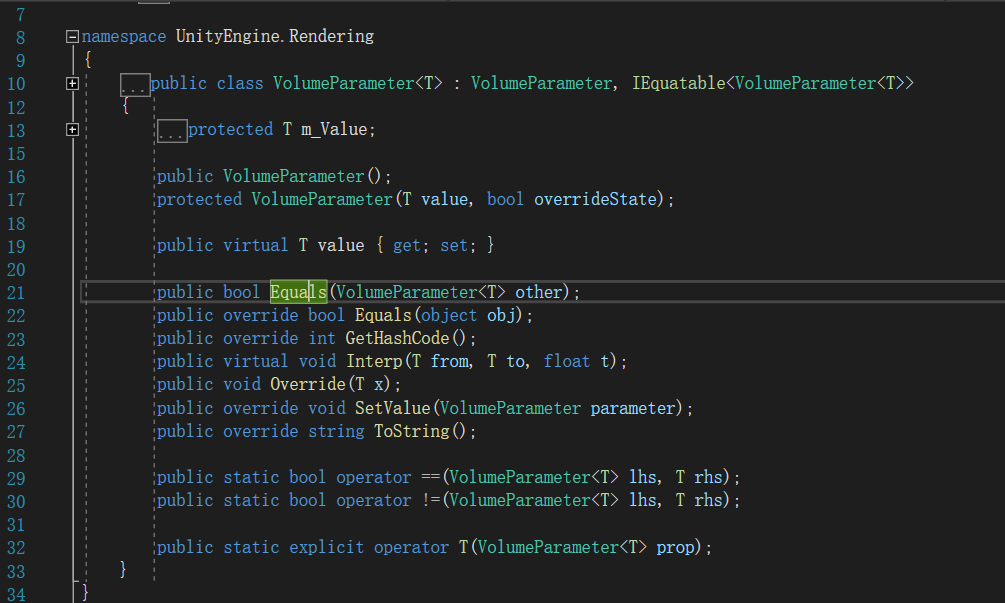 7
8 namespace UnityEngine.Rendering
9 {
10 ...public class VolumeParameter<T> : VolumeParameter, IEquatable<VolumeParameter<T>>
12 {
13 ...protected T m_Value;
15
16 public VolumeParameter();
17 protected VolumeParameter(T value, bool overrideState);
18
19 public virtual T value { get; set; }
20
21 public bool Equals(VolumeParameter<T> other);
22 public override bool Equals(object obj);
23 public override int GetHashCode();
24 public virtual void Interp(T from, T to, float t);
25 public void Override(T x);
26 public override void SetValue(VolumeParameter parameter);
27 public override string ToString();
28
29 public static bool operator ==(VolumeParameter<T> lhs, T rhs);
30 public static bool operator !=(VolumeParameter<T> lhs, T rhs);
31
32 public static explicit operator T(VolumeParameter<T> prop);
33 }
34 }